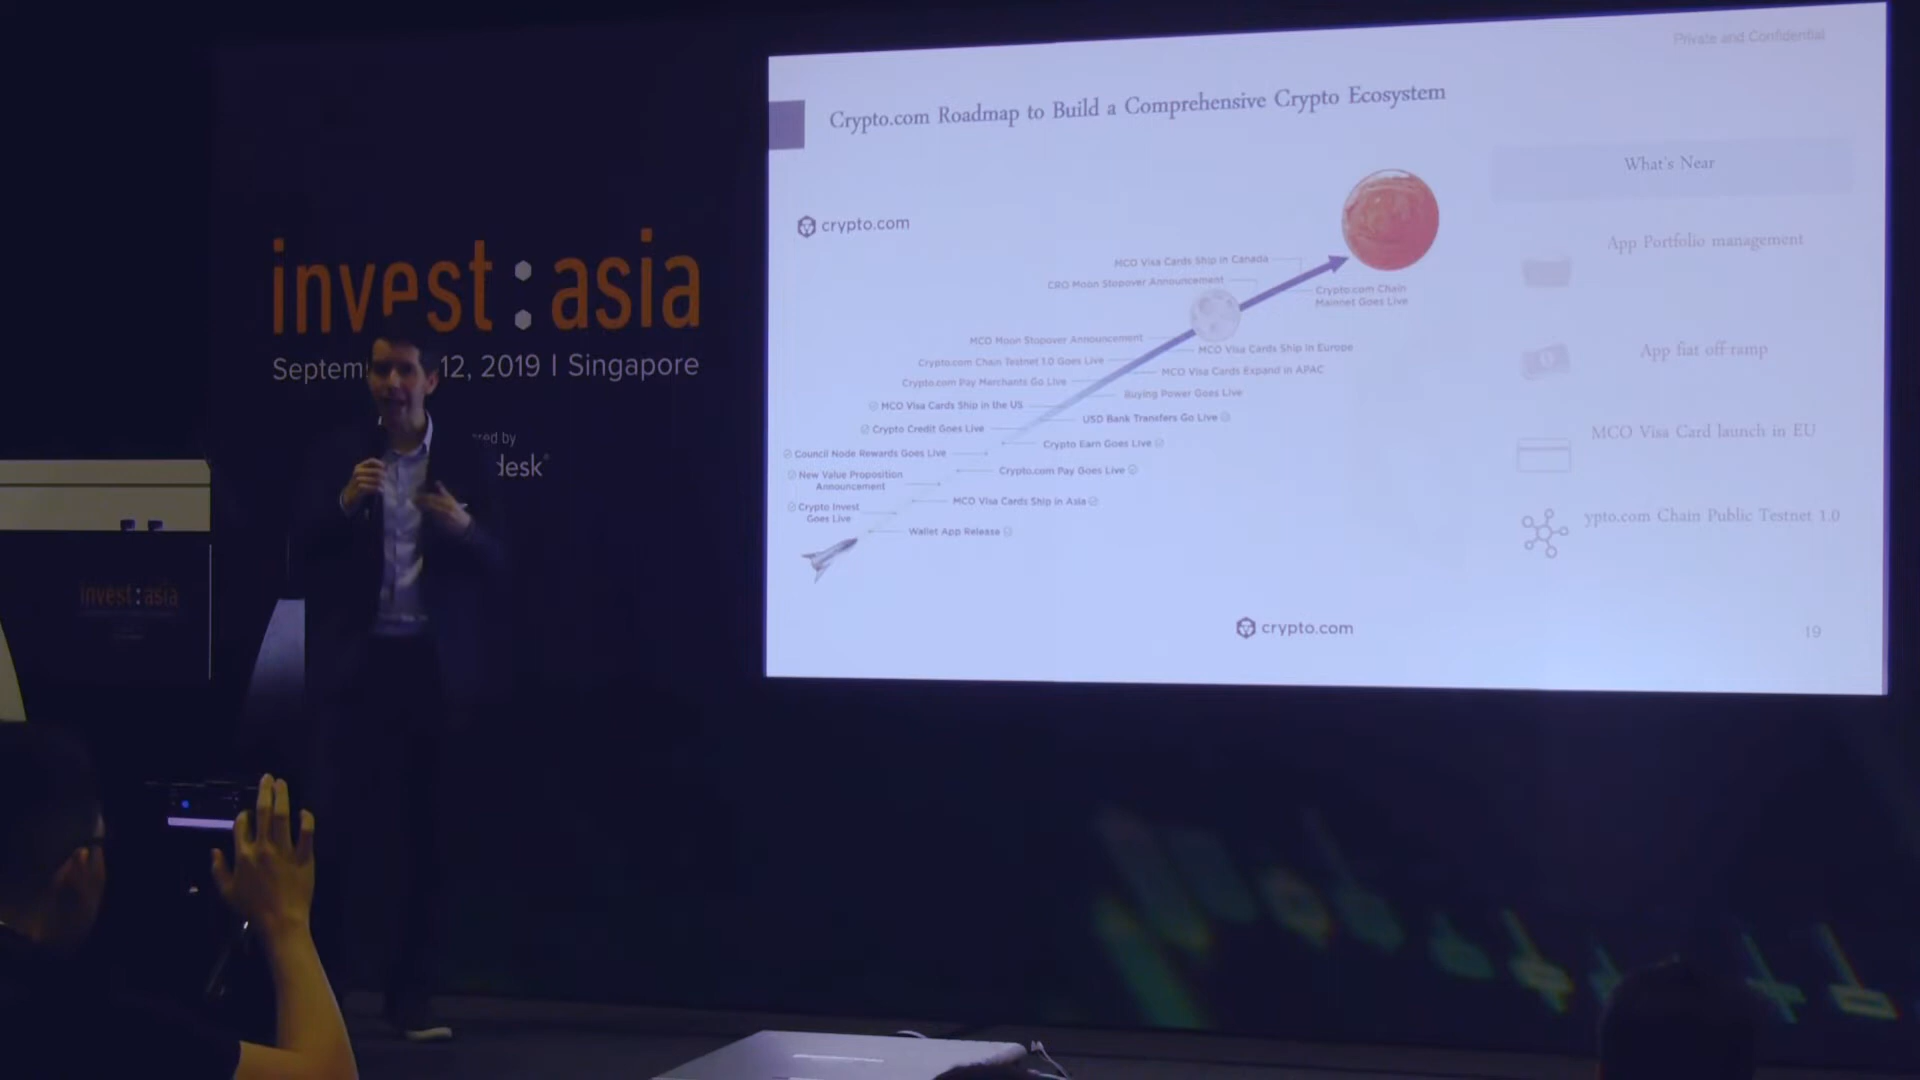 Private and Confidential
Crypto.com Roadmap to Build a Comprehensive Crypto Ecosystem
What's Near
crypto.com
App Portfolio management
MCO Visa Cards Ship in Canada
CRO Moon Stopover Announcement
Crypto.com Chain
Mainnet Goes Live
MCO Moon Stopover Announcement
MCO Visa Cards Ship in Europe
App fiat off ramp
Crypto.com Chain Testnet 1.0 Goes Live
MCO Visa Cards Expand in APAC
Crypto.com Pay Merchants Go Live
Buying Power Goes Live
MCO Visa Cards Ship in the US
USD Bank Transfers Go Live
Crypto Credit Goes Live
MCO Visa Card launch in EU
Crypto Earn Goes Live
Council Node Rewards Goes Live
Crypto.com Pay Goes Live
New Value Proposition
Announcement
MCO Visa Cards Ship in Asia
Crypto Invest
Goes Live
ypto.com Chain Public Testnet 1.0
Wallet App Release
crypto.com
19
invest:asia
Septem 12, 2019 | Singapore
red by
desk
invest:asia